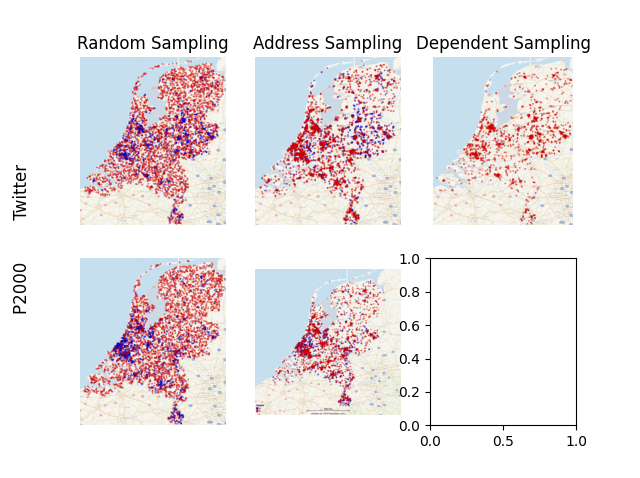 Random Sampling
Address Sampling
Dependent Sampling
Twitter
P2000
1.0
0.8
0.6
0.4
0.2
0.0
0.0 0.5 1.0